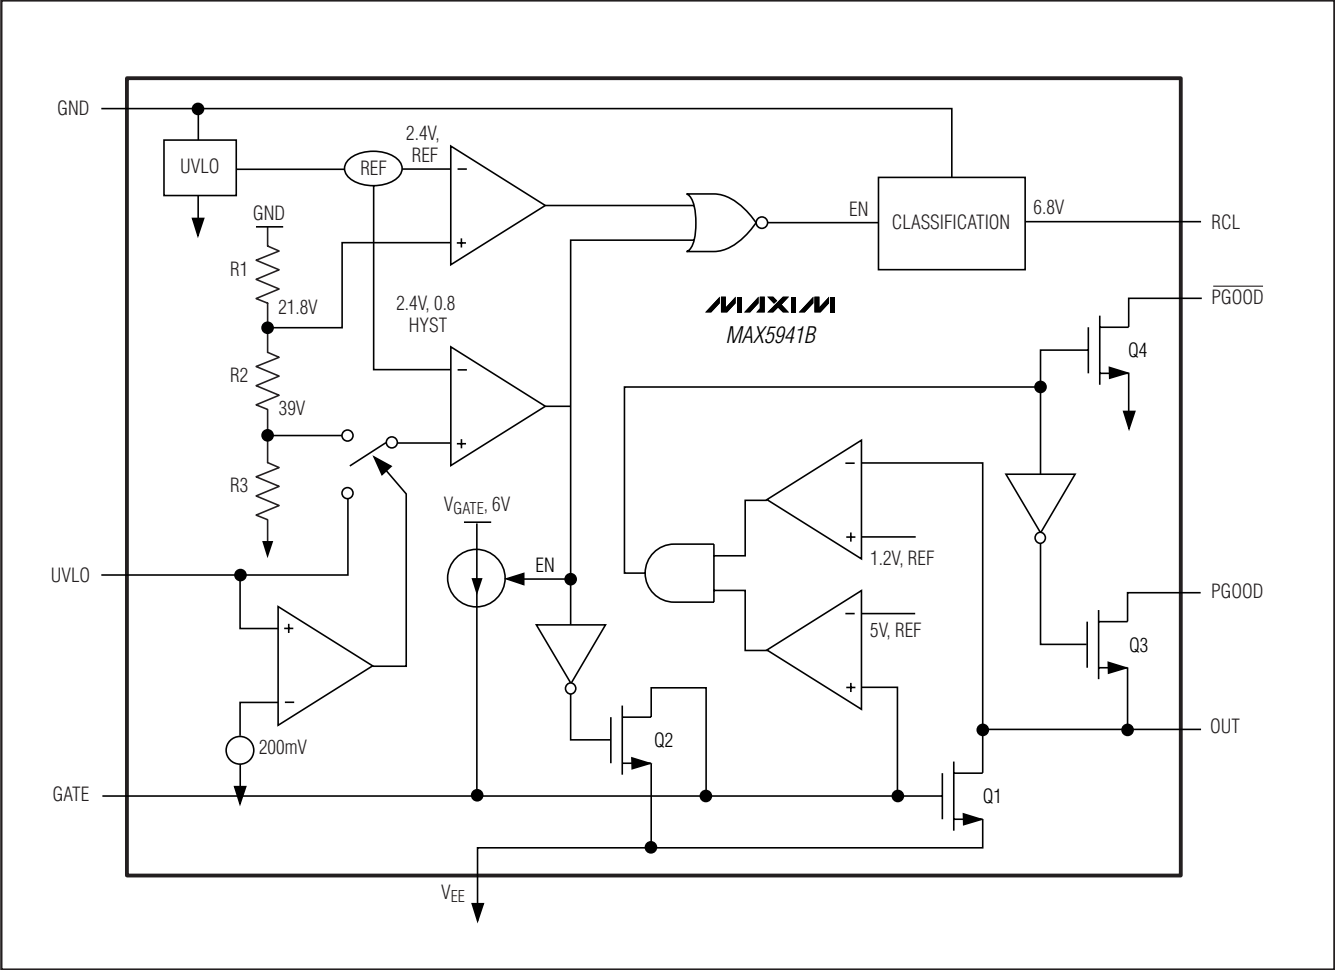 GND
2.4V,
REF
UVLO
REF
−
GND
EN
CLASSIFICATION
6.8V
RCL
+
R1
21.8V
2.4V, 0.8
HYST
MAXIM
MAX5941B
PGOOD
Q4
R2
−
39V
+
−
R3
VGATE, 6V
+
1.2V, REF
UVLO
EN
PGOOD
−
5V, REF
+
Q3
+
−
OUT
200mV
Q2
GATE
Q1
VEE